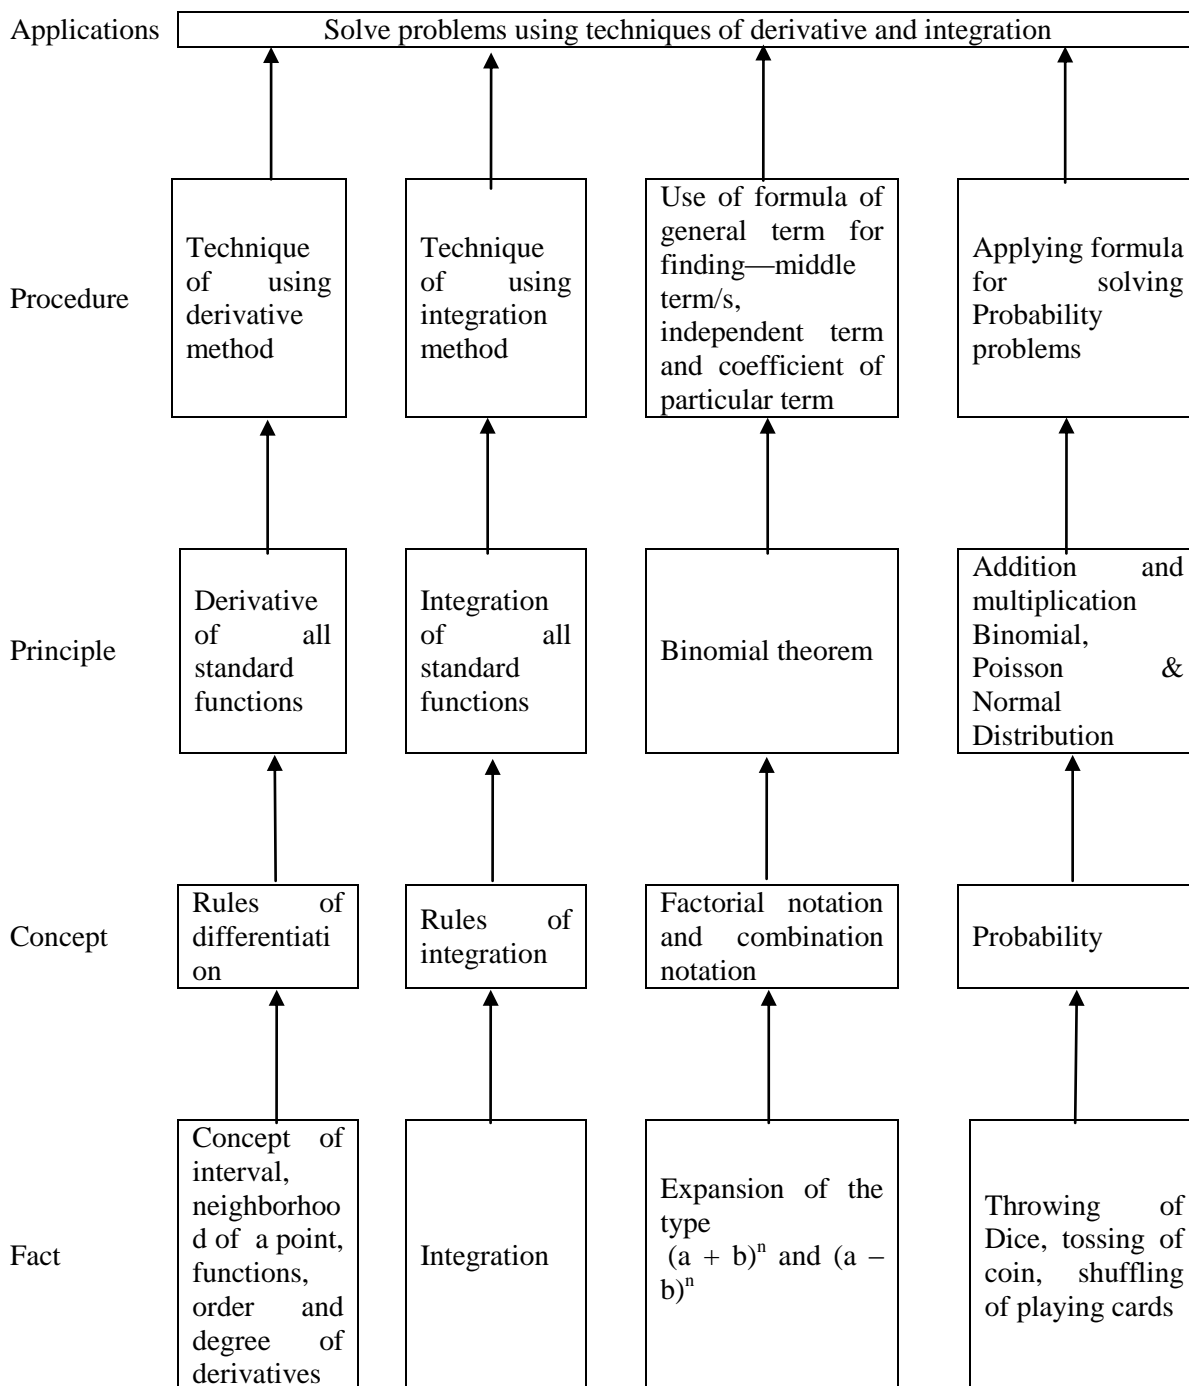 Applications
Solve problems using techniques of derivative and integration
Procedure
Technique
of using
derivative
method
Technique
of using
integration
method
Use of formula of
general term for
finding—middle
term/s,
independent term
and coefficient of
particular term
Applying formula
for solving
Probability
problems
Principle
Derivative
of all
standard
functions
Integration
of all
standard
functions
Binomial theorem
Addition and
multiplication
Binomial,
Poisson &
Normal
Distribution
Concept
Rules of
differentiati
on
Rules of
integration
Factorial notation
and combination
notation
Probability
Fact
Concept of
interval,
neighborhoo
d of a point,
functions,
order and
degree of
derivatives
Integration
Expansion of the
type
(a + b)ⁿ and (a –
b)ⁿ
Throwing of
Dice, tossing of
coin, shuffling
of playing cards